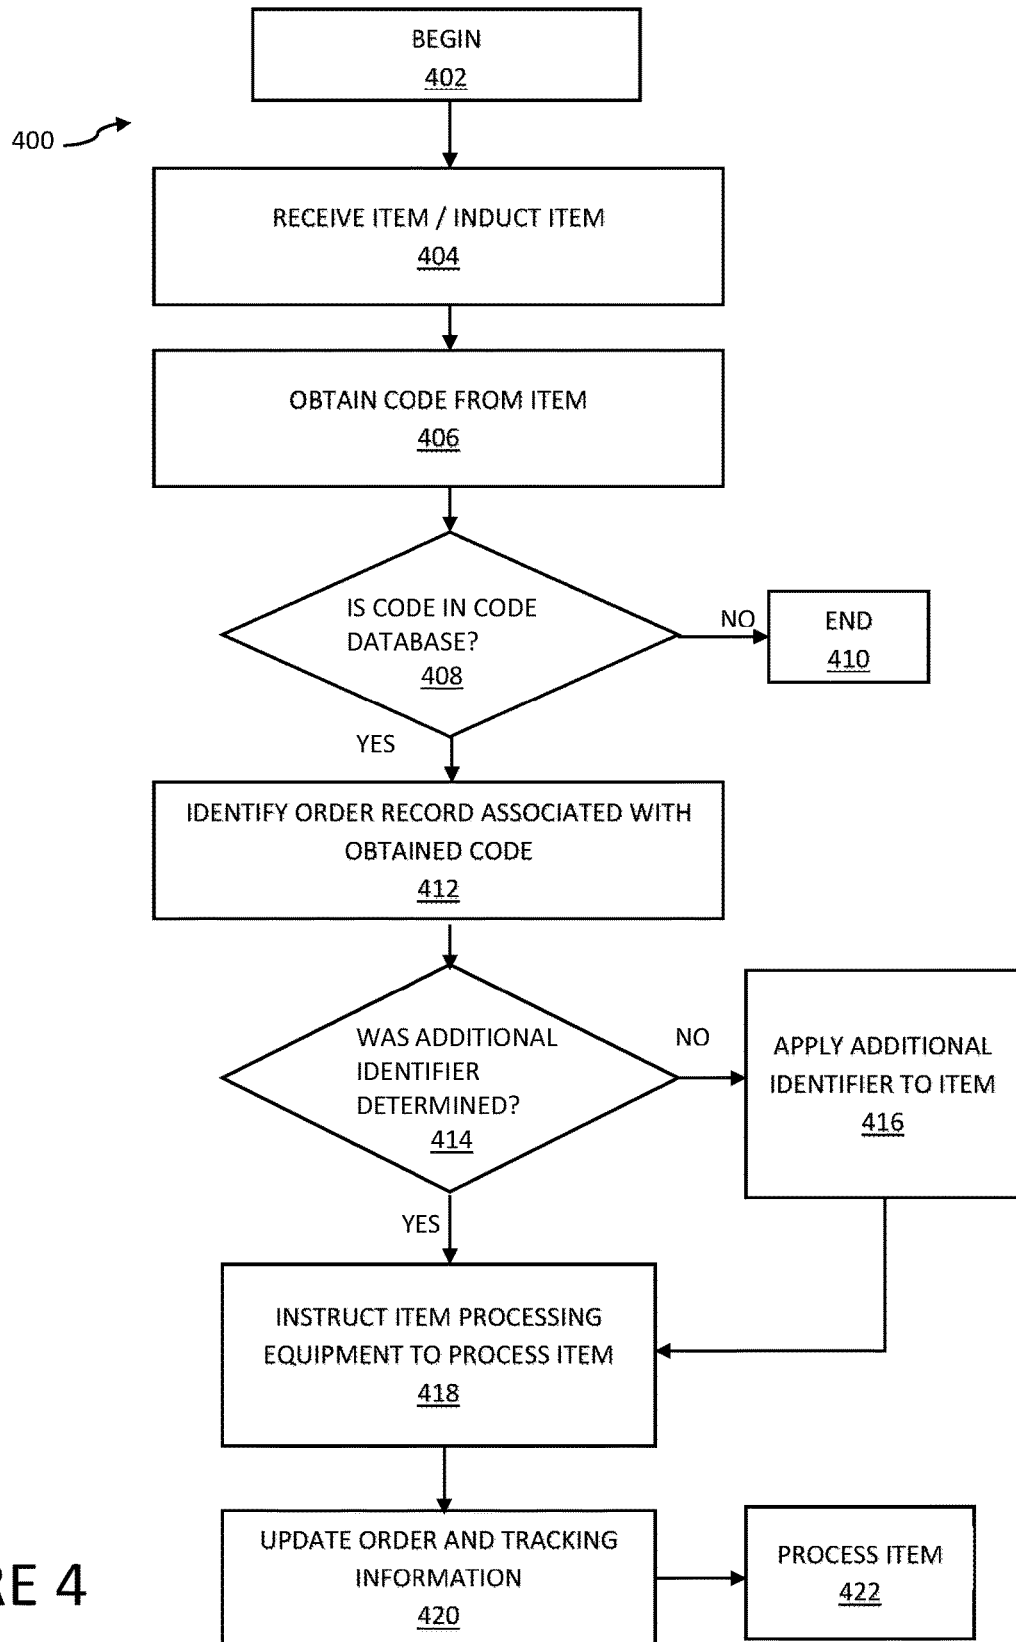 BEGIN
402
400
RECEIVE ITEM / INDUCT ITEM
404
OBTAIN CODE FROM ITEM
406
IS CODE IN CODE
DATABASE?
408
NO
END
410
YES
IDENTIFY ORDER RECORD ASSOCIATED WITH
OBTAINED CODE
412
WAS ADDITIONAL
IDENTIFIER
DETERMINED?
414
NO
APPLY ADDITIONAL
IDENTIFIER TO ITEM
416
YES
INSTRUCT ITEM PROCESSING
EQUIPMENT TO PROCESS ITEM
418
UPDATE ORDER AND TRACKING
INFORMATION
420
PROCESS ITEM
422
RE 4